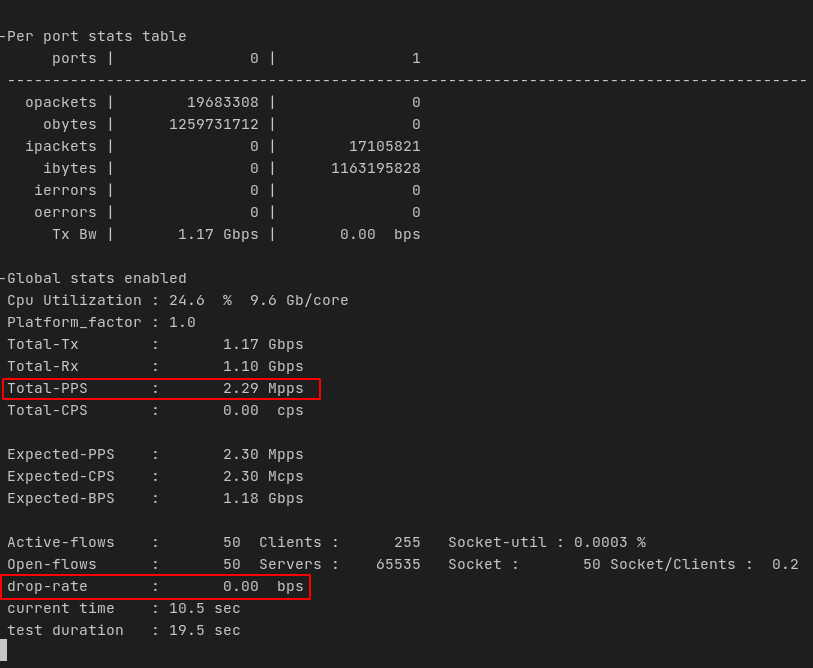 -Per port stats table
ports | 0 | 1
-----------------------------------------------------------------------------------------
opackets | 19683308 | 0
obytes | 1259731712 | 0
ipackets | 0 | 17105821
ibytes | 0 | 1163195828
ierrors | 0 | 0
oerrors | 0 | 0
Tx Bw | 1.17 Gbps | 0.00 bps
-Global stats enabled
Cpu Utilization : 24.6 % 9.6 Gb/core
Platform_factor : 1.0
Total-Tx : 1.17 Gbps
Total-Rx : 1.10 Gbps
Total-PPS : 2.29 Mpps
Total-CPS : 0.00 cps
Expected-PPS : 2.30 Mpps
Expected-CPS : 2.30 Mcps
Expected-BPS : 1.18 Gbps
Active-flows : 50 Clients : 255 Socket-util : 0.0003 %
Open-flows : 50 Servers : 65535 Socket : 50 Socket/Clients : 0.2
drop-rate : 0.00 bps
current time : 10.5 sec
test duration : 19.5 sec